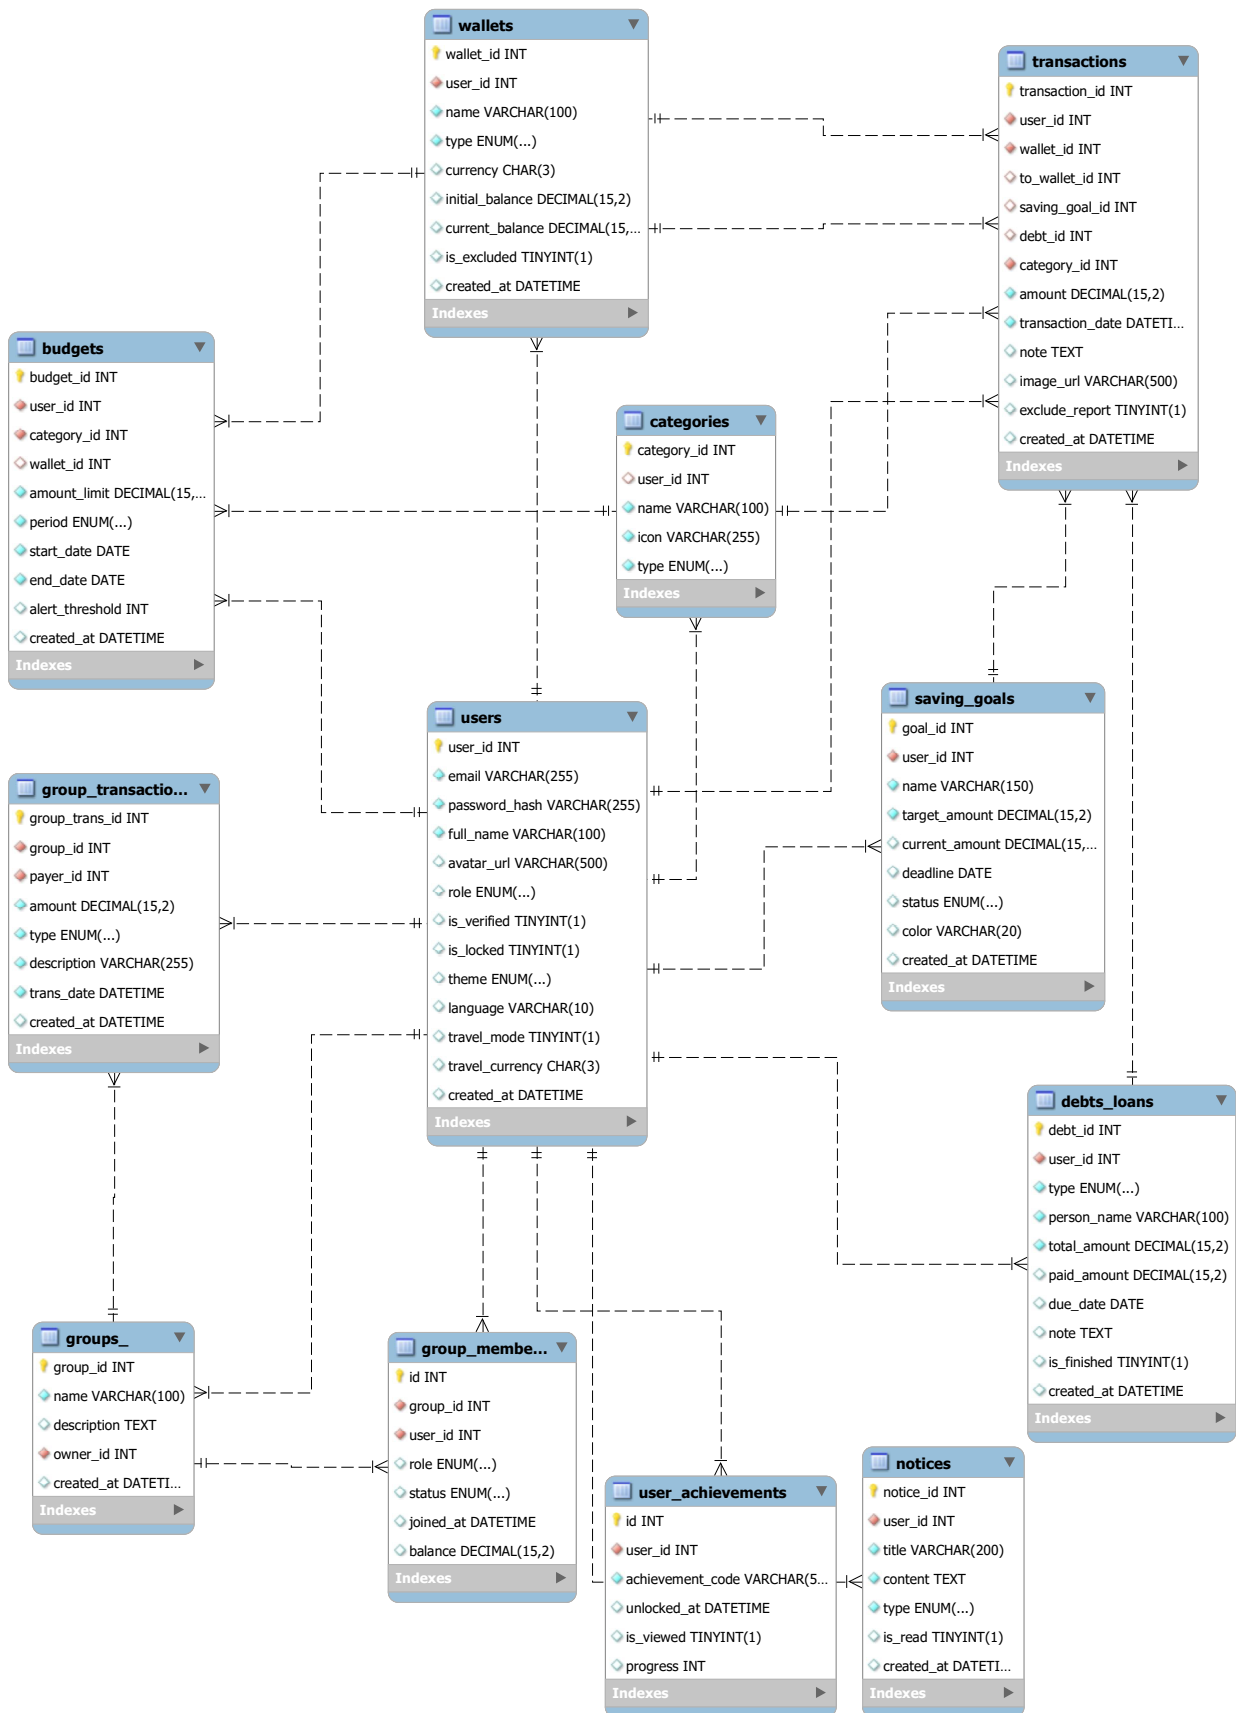 wallets
wallet_id INT
user_id INT
name VARCHAR(100)
type ENUM(...)
currency CHAR(3)
initial_balance DECIMAL(15,2)
current_balance DECIMAL(15,...
is_excluded TINYINT(1)
created_at DATETIME
Indexes
transactions
transaction_id INT
user_id INT
wallet_id INT
to_wallet_id INT
saving_goal_id INT
debt_id INT
category_id INT
amount DECIMAL(15,2)
transaction_date DATETI...
note TEXT
image_url VARCHAR(500)
exclude_report TINYINT(1)
created_at DATETIME
Indexes
budgets
budget_id INT
user_id INT
category_id INT
wallet_id INT
amount_limit DECIMAL(15,...
period ENUM(...)
start_date DATE
end_date DATE
alert_threshold INT
created_at DATETIME
Indexes
categories
category_id INT
user_id INT
name VARCHAR(100)
icon VARCHAR(255)
type ENUM(...)
Indexes
users
user_id INT
email VARCHAR(255)
password_hash VARCHAR(255)
full_name VARCHAR(100)
avatar_url VARCHAR(500)
role ENUM(...)
is_verified TINYINT(1)
is_locked TINYINT(1)
theme ENUM(...)
language VARCHAR(10)
travel_mode TINYINT(1)
travel_currency CHAR(3)
created_at DATETIME
Indexes
saving_goals
goal_id INT
user_id INT
name VARCHAR(150)
target_amount DECIMAL(15,2)
current_amount DECIMAL(15,...
deadline DATE
status ENUM(...)
color VARCHAR(20)
created_at DATETIME
Indexes
group_transactio...
group_trans_id INT
group_id INT
payer_id INT
amount DECIMAL(15,2)
type ENUM(...)
description VARCHAR(255)
trans_date DATETIME
created_at DATETIME
Indexes
debts_loans
debt_id INT
user_id INT
type ENUM(...)
person_name VARCHAR(100)
total_amount DECIMAL(15,2)
paid_amount DECIMAL(15,2)
due_date DATE
note TEXT
is_finished TINYINT(1)
created_at DATETIME
Indexes
groups_
group_id INT
name VARCHAR(100)
description TEXT
owner_id INT
created_at DATETI...
Indexes
group_membe...
id INT
group_id INT
user_id INT
role ENUM(...)
status ENUM(...)
joined_at DATETIME
balance DECIMAL(15,2)
Indexes
user_achievements
id INT
user_id INT
achievement_code VARCHAR(5...
unlocked_at DATETIME
is_viewed TINYINT(1)
progress INT
Indexes
notices
notice_id INT
user_id INT
title VARCHAR(200)
content TEXT
type ENUM(...)
is_read TINYINT(1)
created_at DATETI...
Indexes